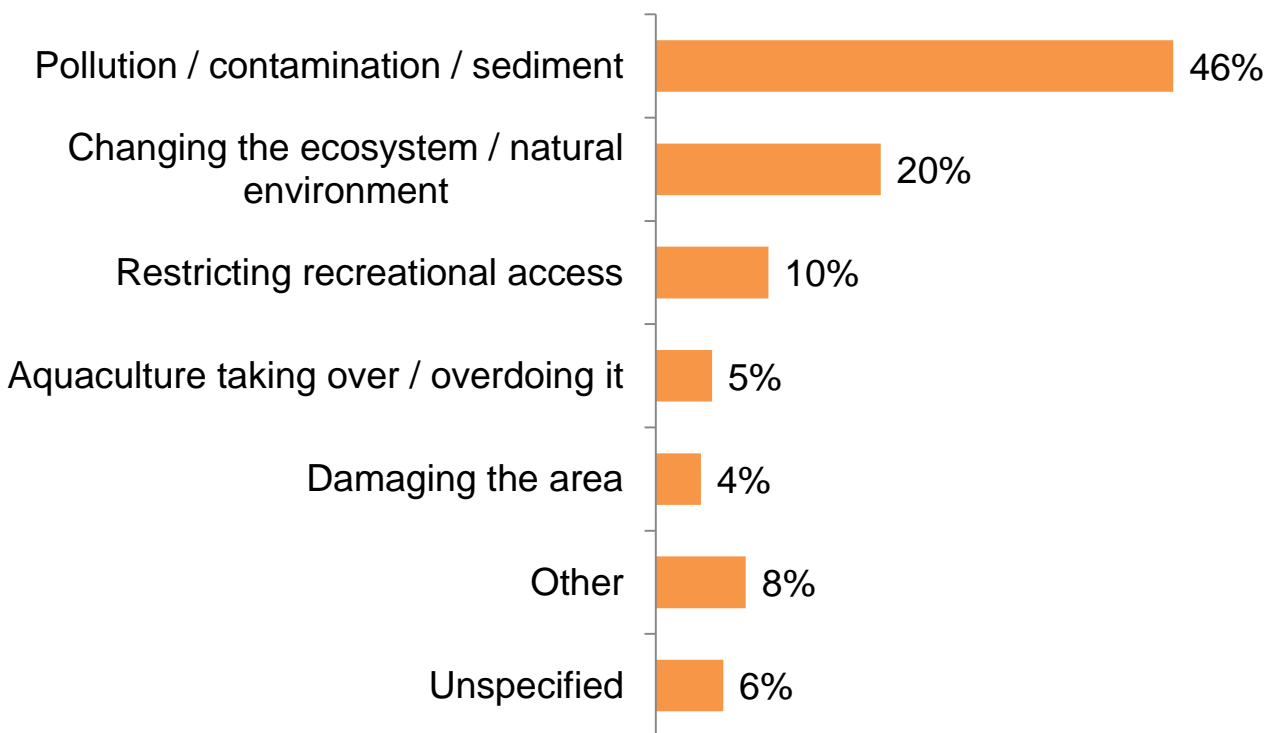 Pollution / contamination / sediment 46%
Changing the ecosystem / natural
environment 20%
Restricting recreational access 10%
Aquaculture taking over / overdoing it 5%
Damaging the area 4%
Other 8%
Unspecified 6%